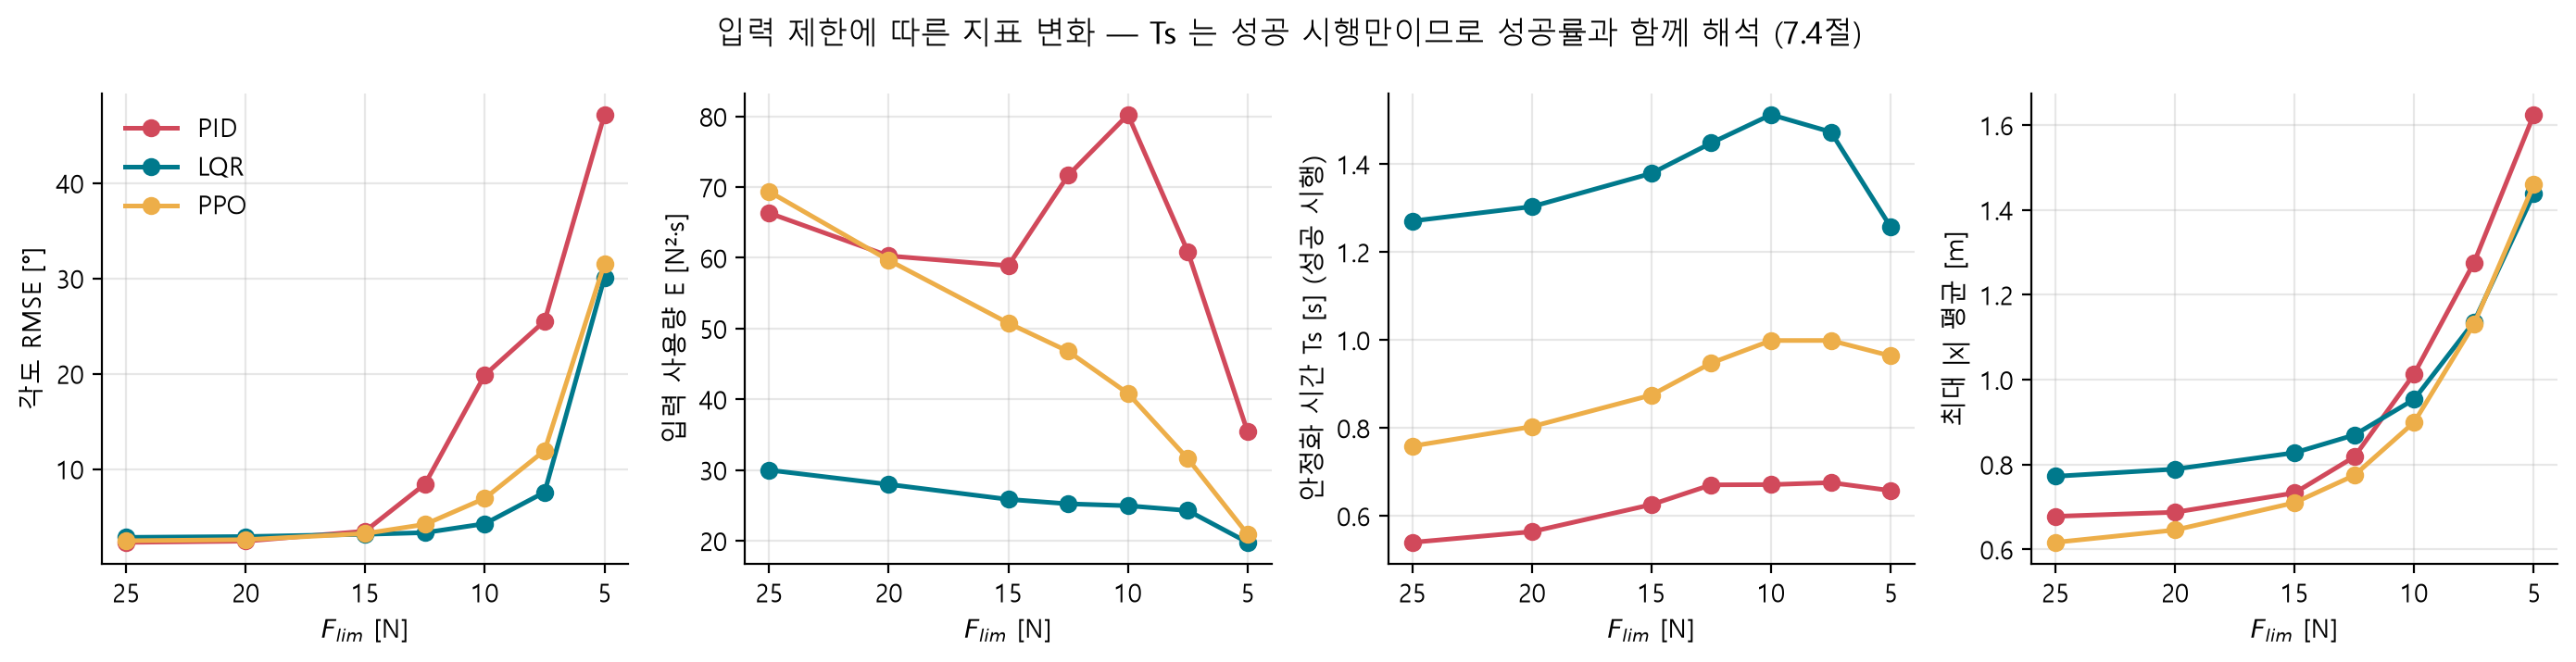 입력 제한에 따른 지표 변화 — Ts 는 성공 시행만이므로 성공률과 함께 해석 (7.4절)
각도 RMSE [°]
40
30
20
10
PID
LQR
PPO
25 20 15 10 5
F_lim [N]
입력 사용량 E [N²·s]
80
70
60
50
40
30
20
25 20 15 10 5
F_lim [N]
안정화 시간 Ts [s] (성공 시행)
1.4
1.2
1.0
0.8
0.6
25 20 15 10 5
F_lim [N]
최대 |x| 평균 [m]
1.6
1.4
1.2
1.0
0.8
0.6
25 20 15 10 5
F_lim [N]